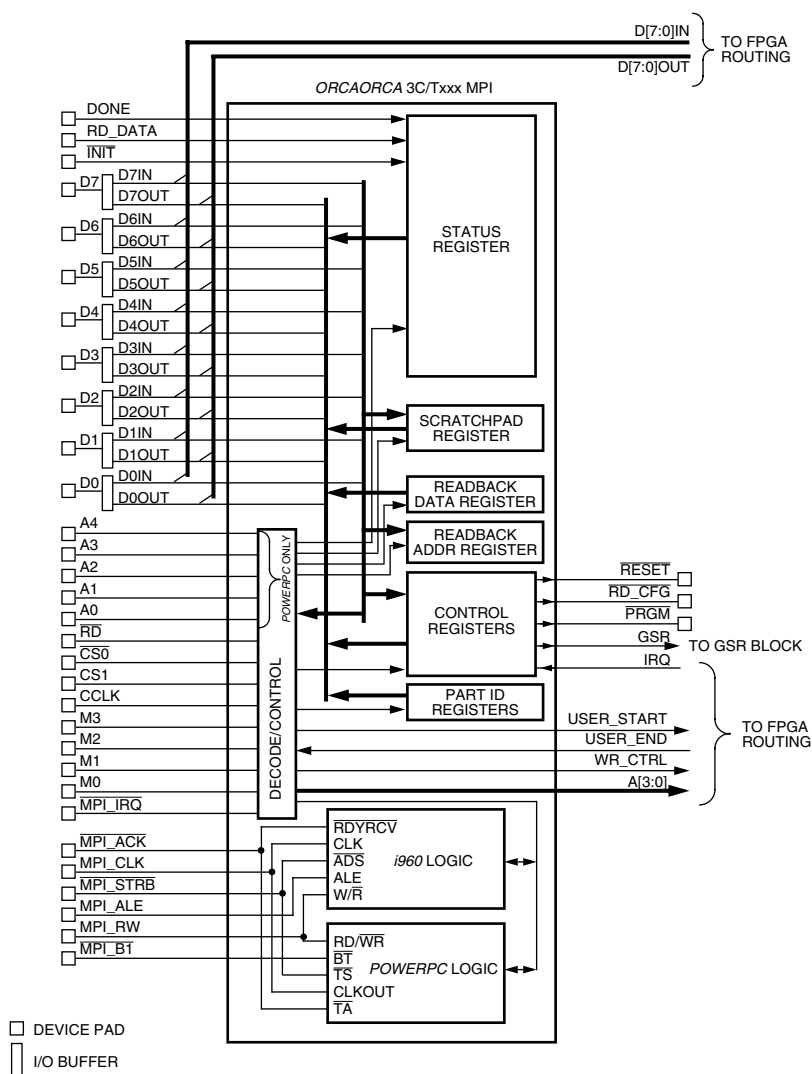 D[7:0]IN
D[7:0]OUT
TO FPGA
ROUTING
ORCAORCA 3C/Txxx MPI
DONE
RD_DATA
INIT
D7
D7IN
D7OUT
D6
D6IN
D6OUT
D5
D5IN
D5OUT
D4
D4IN
D4OUT
D3
D3IN
D3OUT
D2
D2IN
D2OUT
D1
D1IN
D1OUT
D0
D0IN
D0OUT
STATUS
REGISTER
SCRATCHPAD
REGISTER
READBACK
DATA REGISTER
READBACK
ADDR REGISTER
CONTROL
REGISTERS
PART ID
REGISTERS
A4
A3
A2
A1
A0
RD
CS0
CS1
CCLK
M3
M2
M1
M0
MPI_IRQ
POWERPC ONLY
DECODE/CONTROL
RESET
RD_CFG
PRGM
GSR
TO GSR BLOCK
IRQ
USER_START
USER_END
WR_CTRL
A[3:0]
TO FPGA
ROUTING
MPI_ACK
MPI_CLK
MPI_STRB
MPI_ALE
MPI_RW
MPI_B1
RDYRCV
CLK
ADS
ALE
W/R
i960 LOGIC
RD/WR
BT
TS
CLKOUT
TA
POWERPC LOGIC
DEVICE PAD
I/O BUFFER